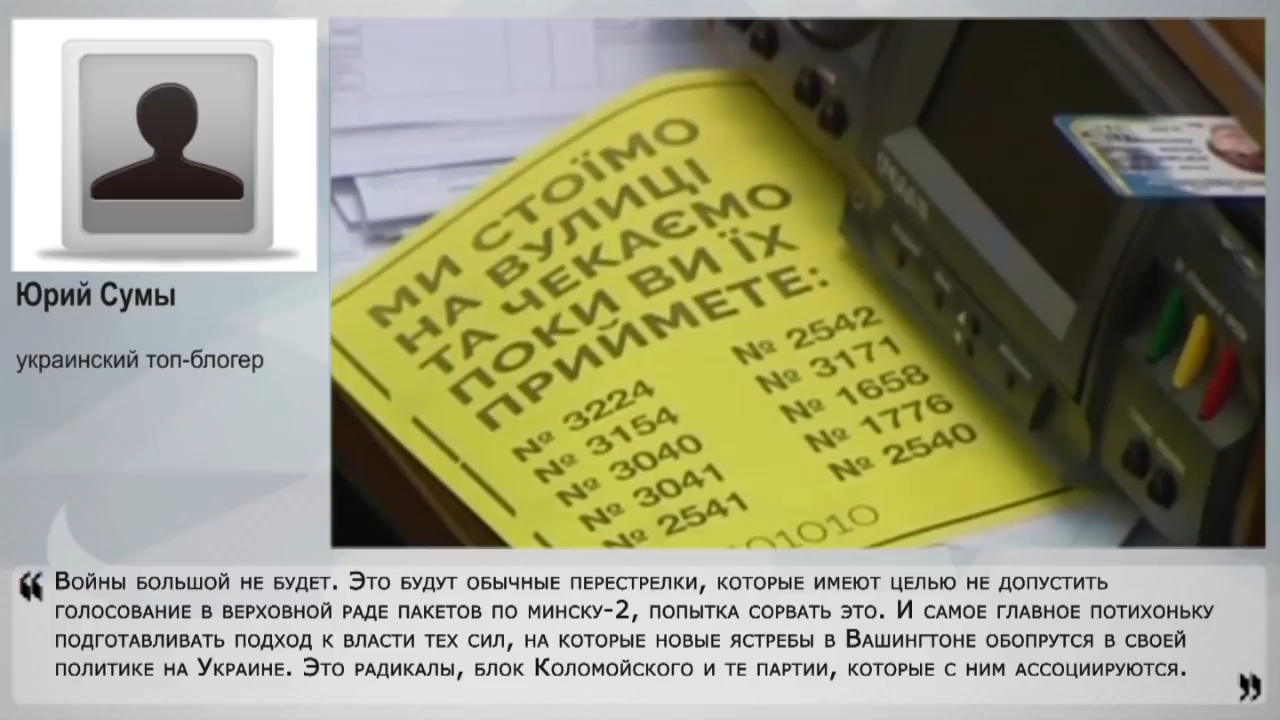 Юрий Сумы
украинский топ-блогер
МИ СТОЇМО
НА ВУЛИЦІ
ТА ЧЕКАЄМО
ПОКИ ВИ ЇХ
ПРИЙМЕТЕ:
№ 3224
№ 3154
№ 3040
№ 3041
№ 2541
№ 2542
№ 3171
№ 1658
№ 1776
№ 2540
101010
“ Войны большой не будет. Это будут обычные перестрелки, которые имеют целью не допустить
голосование в верховной раде пакетов по минску-2, попытка сорвать это. И самое главное потихоньку
подготавливать подход к власти тех сил, на которые новые ястребы в Вашингтоне обопрутся в своей
политике на Украине. Это радикалы, блок Коломойского и те партии, которые с ним ассоциируются. ”